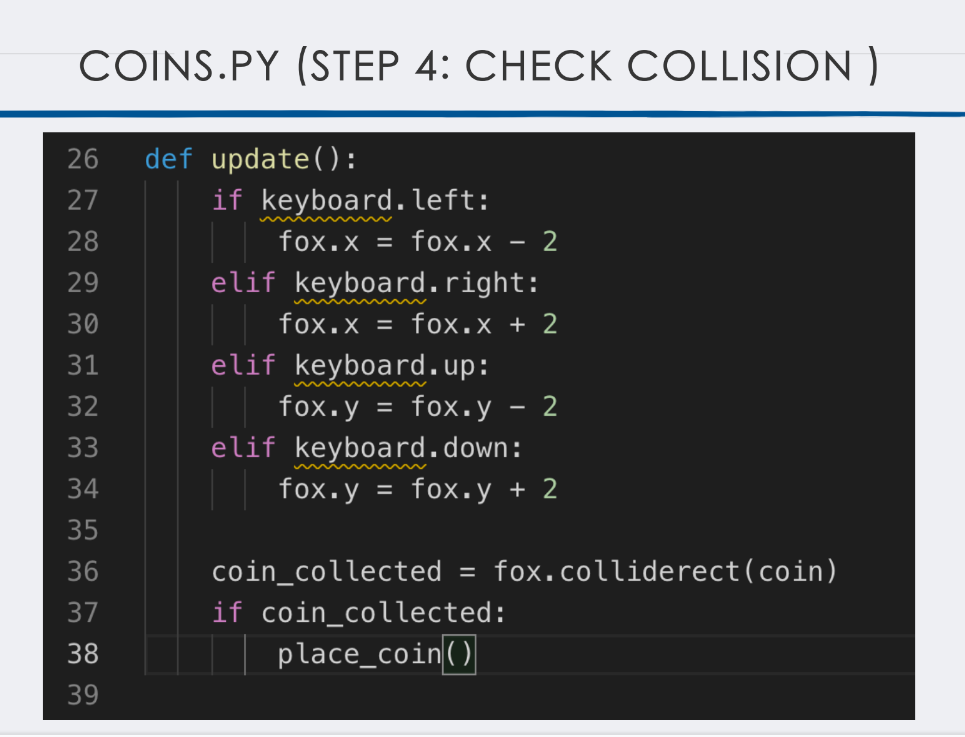 COINS.PY (STEP 4: CHECK COLLISION )
26 def update():
27     if keyboard.left:
28         fox.x = fox.x - 2
29     elif keyboard.right:
30         fox.x = fox.x + 2
31     elif keyboard.up:
32         fox.y = fox.y - 2
33     elif keyboard.down:
34         fox.y = fox.y + 2
35
36     coin_collected = fox.colliderect(coin)
37     if coin_collected:
38         place_coin()
39